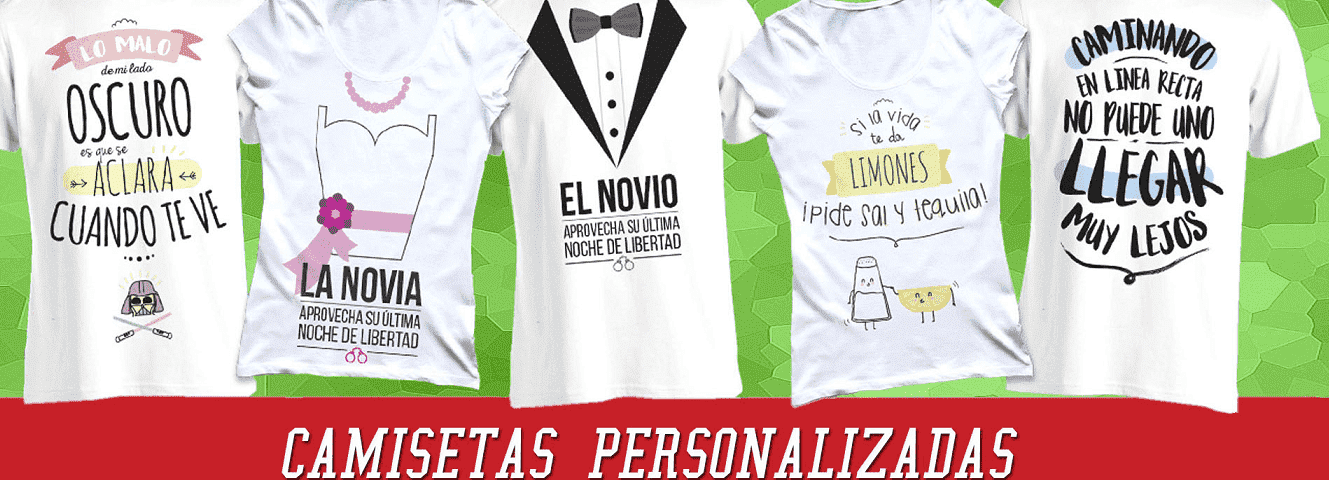 LO MALO
de mi lado
OSCURO
es que se
ACLARA
CUANDO TE VE
LA NOVIA
APROVECHA SU ÚLTIMA
NOCHE DE LIBERTAD
EL NOVIO
APROVECHA SU ÚLTIMA
NOCHE DE LIBERTAD
Si la vida
te da
LIMONES
¡Pide sal y tequila!
CAMINANDO
EN LINEA RECTA
NO PUEDE UNO
LLEGAR
MUY LEJOS
CAMISETAS PERSONALIZADAS